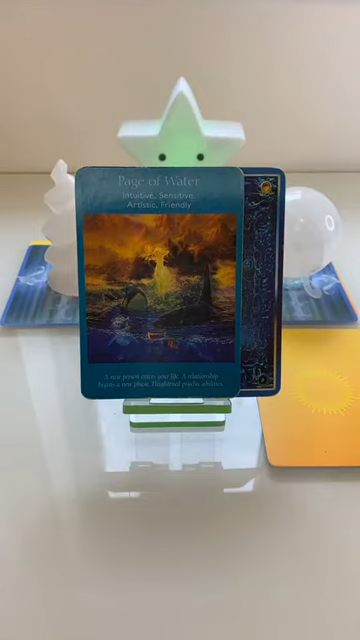 Page of Water
Intuitive, Sensitive,
Artistic, Friendly
A new person enters your life. A relationship
begins a new phase. Heightened psychic abilities.